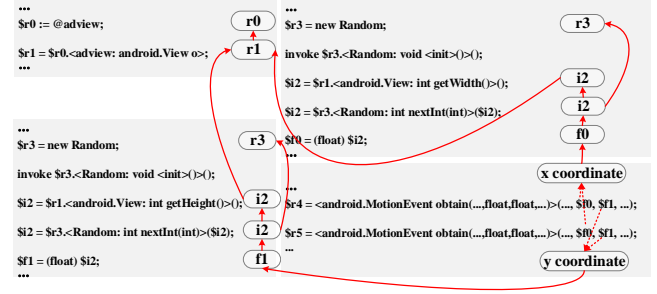 ...
$r0 := @adview;
r0
$r1 = $r0.<adview: android.View o>;
r1
...
...
$r3 = new Random;
r3
invoke $r3.<Random: void <init>()>();
$i2 = $r1.<android.View: int getWidth()>();
i2
$i2 = $r3.<Random: int nextInt(int)>($i2);
i2
$f0 = (float) $i2;
f0
...
...
$r3 = new Random;
r3
invoke $r3.<Random: void <init>()>();
$i2 = $r1.<android.View: int getHeight()>();
i2
$i2 = $r3.<Random: int nextInt(int)>($i2);
i2
$f1 = (float) $i2;
f1
...
x coordinate
...
$r4 = <android.MotionEvent obtain(...,float,float,...)>(..., $f0, $f1, ...);
$r5 = <android.MotionEvent obtain(...,float,float,...)>(..., $f0, $f1, ...);
...
y coordinate